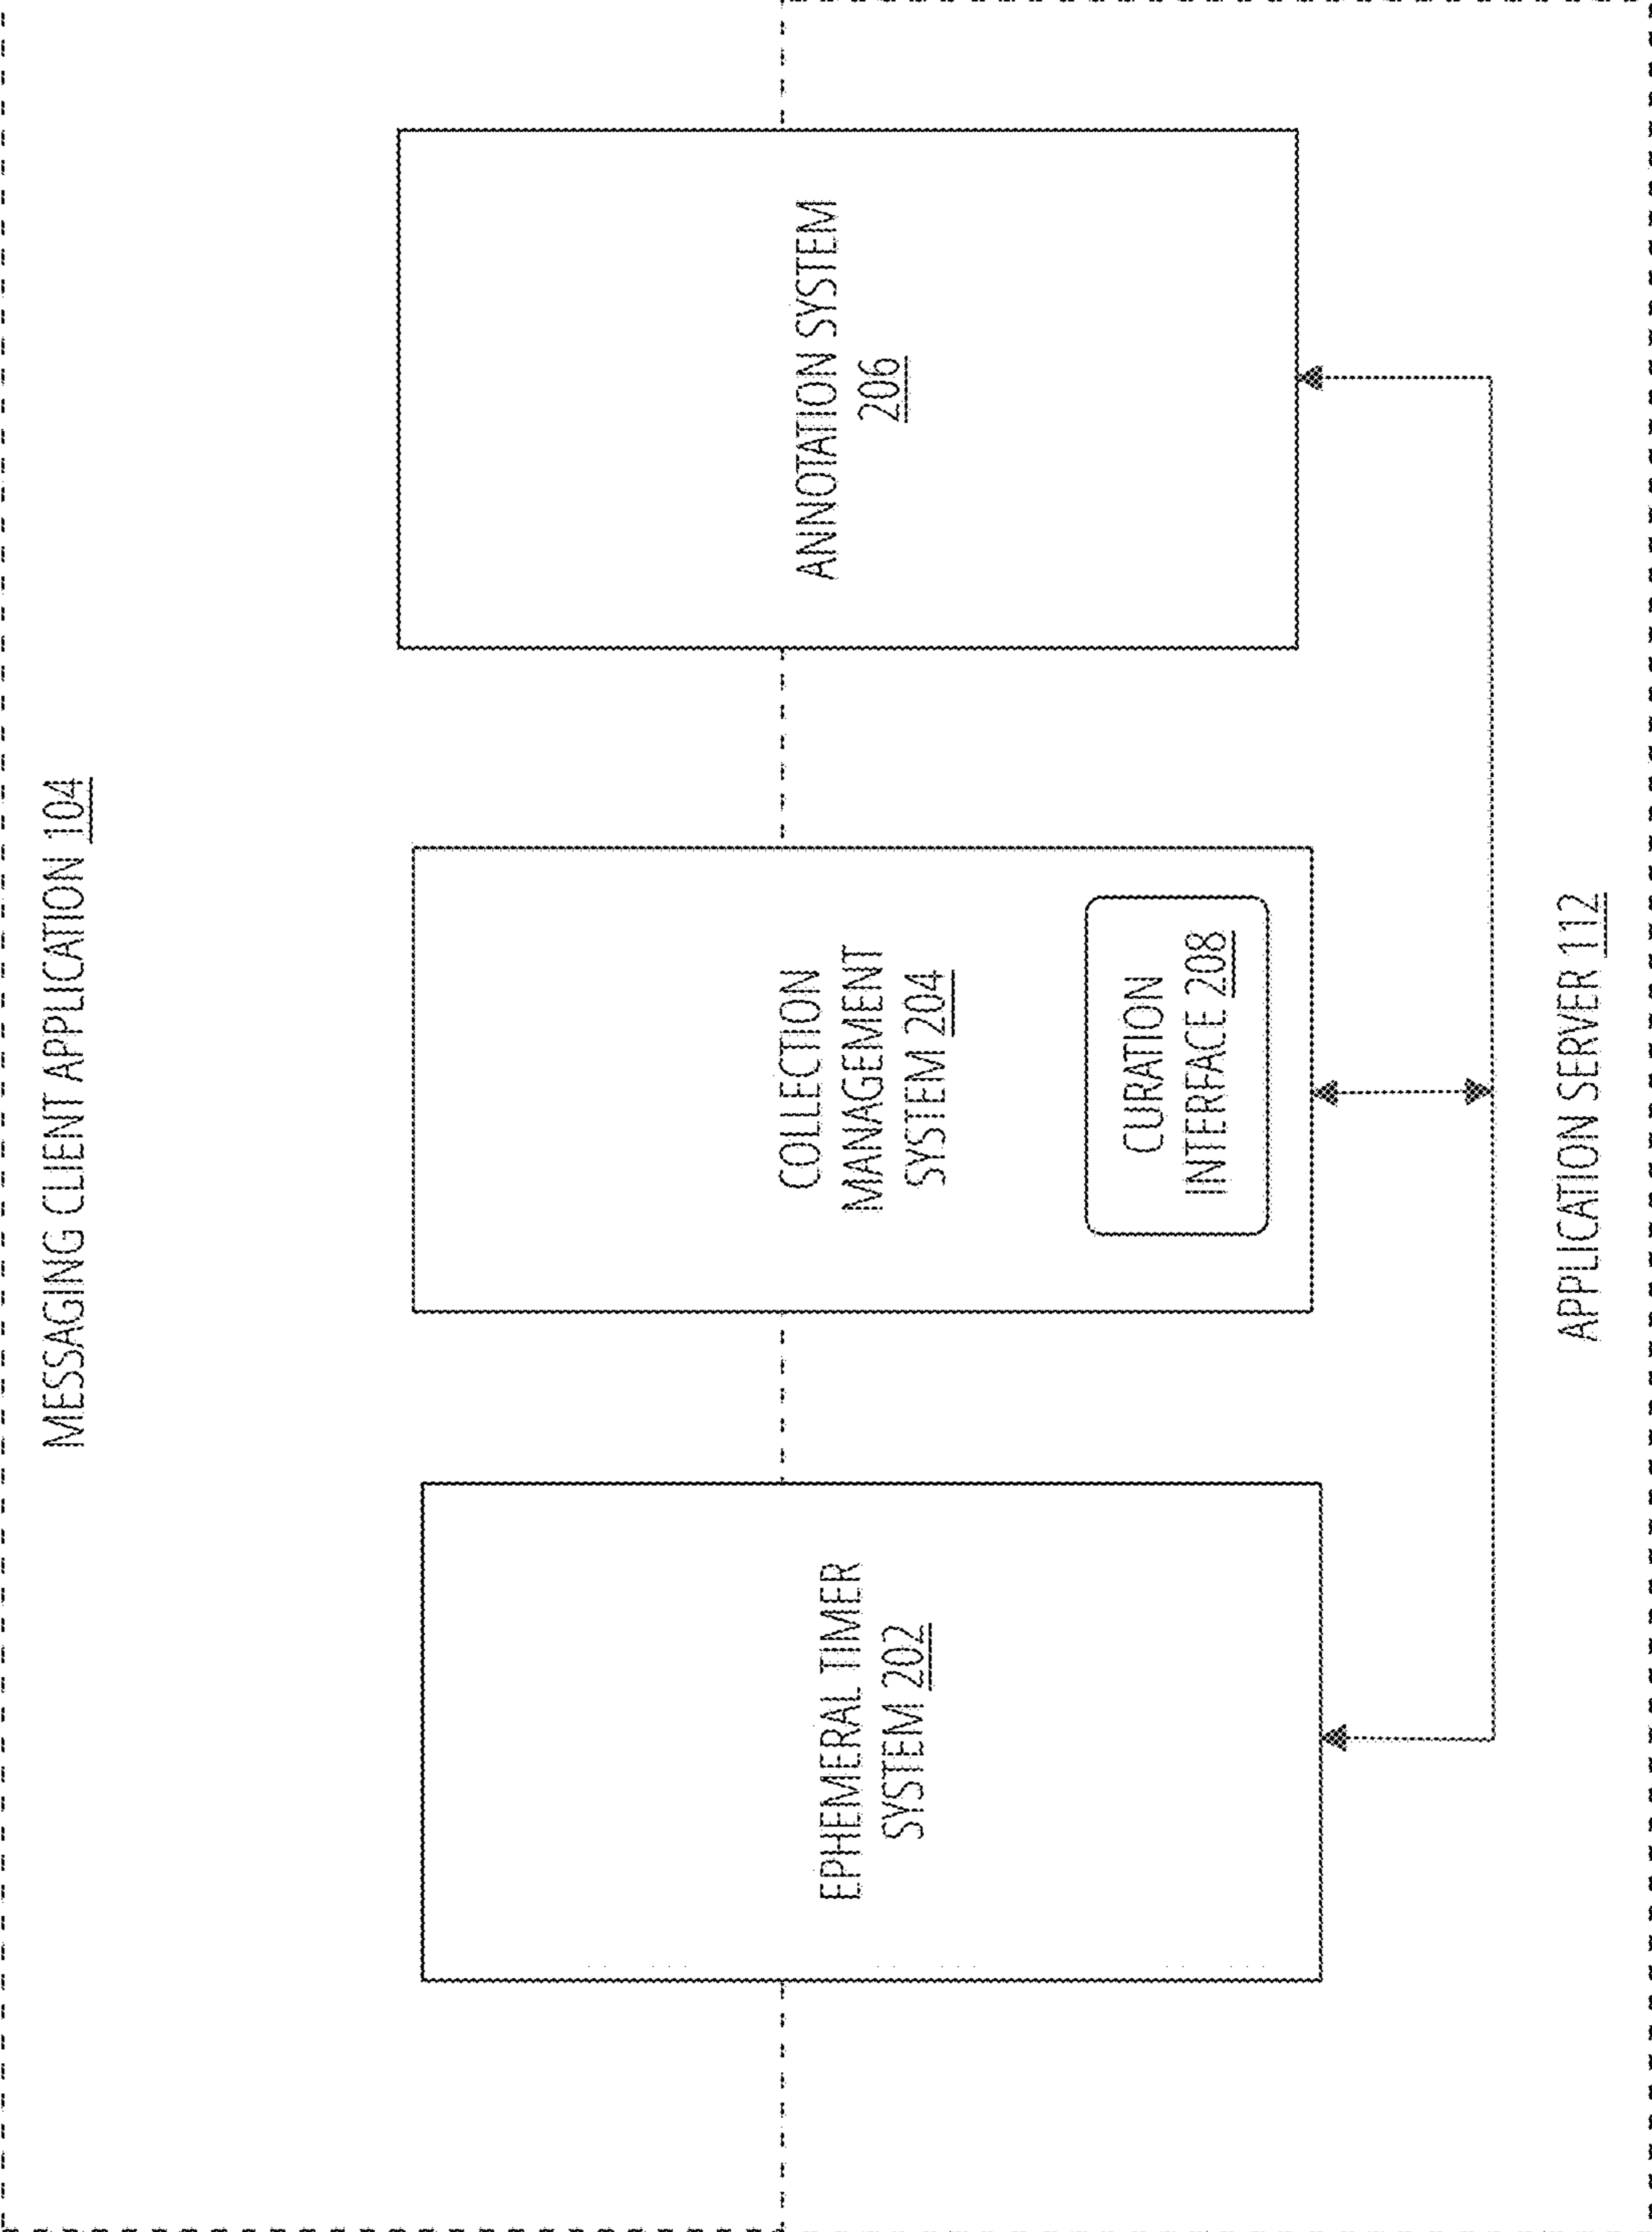 MESSAGING CLIENT APPLICATION 104
EPHEMERAL TIMER
SYSTEM 202
COLLECTION
MANAGEMENT
SYSTEM 204
CURATION
INTERFACE 208
ANNOTATION SYSTEM
206
APPLICATION SERVER 112